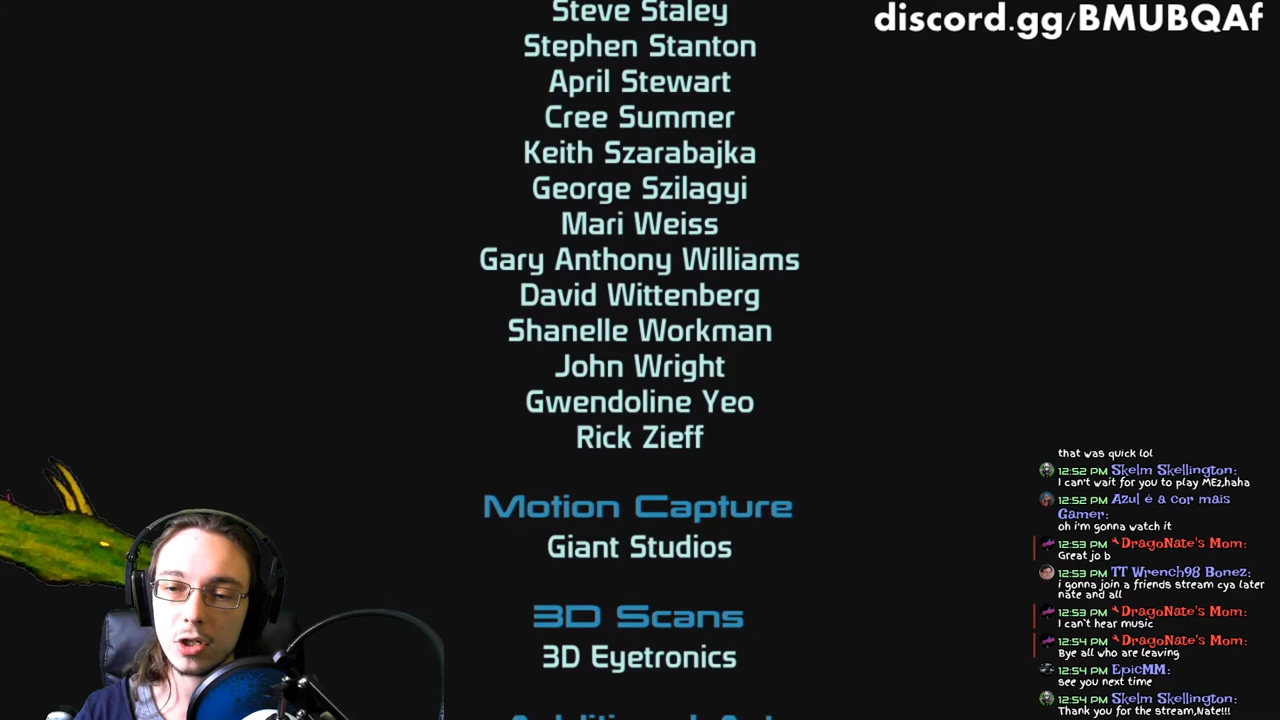 discord.gg/BMUBQAf
Steve Staley
Stephen Stanton
April Stewart
Cree Summer
Keith Szarabajka
George Szilagyi
Mari Weiss
Gary Anthony Williams
David Wittenberg
Shanelle Workman
John Wright
Gwendoline Yeo
Rick Zieff
Motion Capture
Giant Studios
3D Scans
3D Eyetronics
that was quick lol
12:52 PM Skelm Skellington:
I can't wait for you to play ME2,haha
12:52 PM Azul é a cor mais
Gamer:
oh i'm gonna watch it
12:53 PM DragoNate's Mom:
Great jo b
12:53 PM TT Wrench98 Bonez:
i gonna join a friends stream cya later
nate and all
12:53 PM DragoNate's Mom:
I can't hear music
12:54 PM DragoNate's Mom:
Bye all who are leaving
12:54 PM EpicMM:
see you next time
12:54 PM Skelm Skellington:
Thank you for the stream,Nate!!!